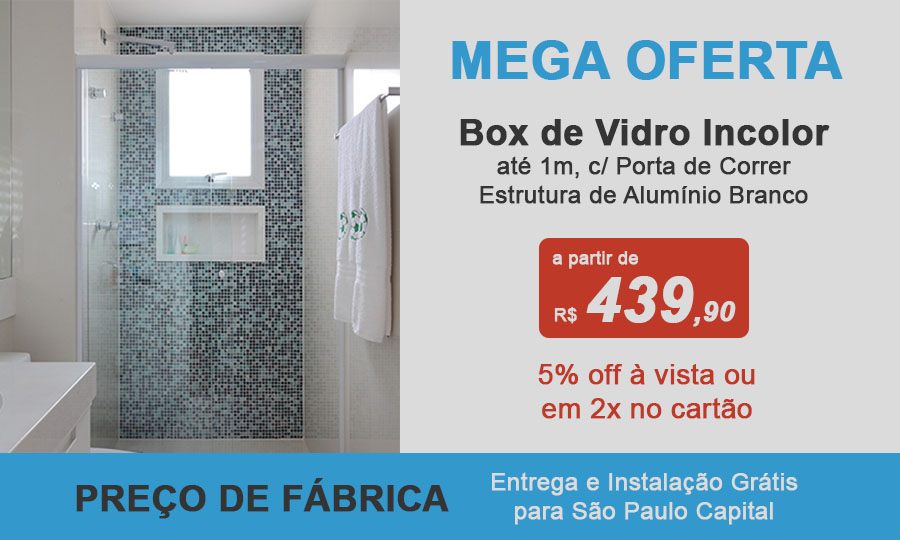 MEGA OFERTA
Box de Vidro Incolor
até 1m, c/ Porta de Correr
Estrutura de Alumínio Branco
a partir de
R$ 439,90
5% off à vista ou
em 2x no cartão
PREÇO DE FÁBRICA
Entrega e Instalação Grátis
para São Paulo Capital